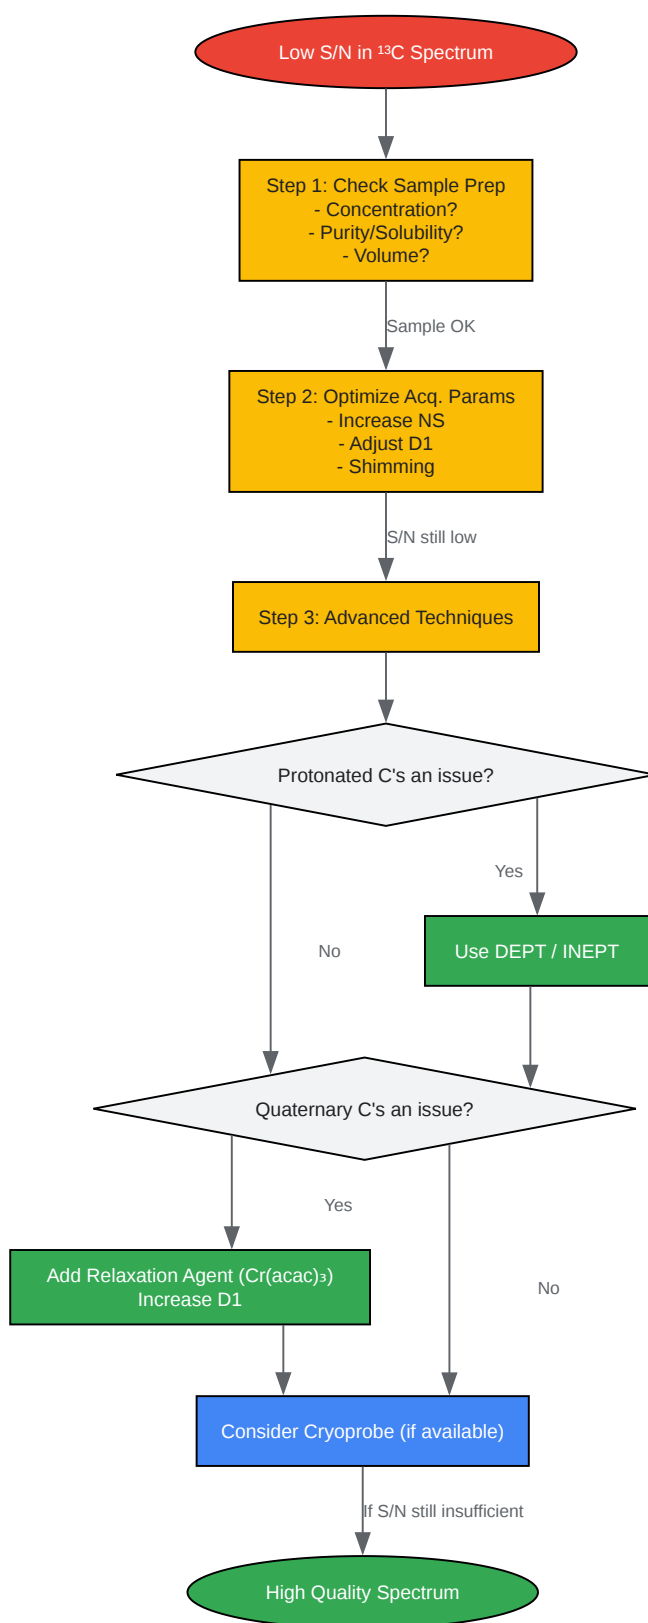 Low S/N in ¹³C Spectrum
Step 1: Check Sample Prep
- Concentration?
- Purity/Solubility?
- Volume?
Sample OK
Step 2: Optimize Acq. Params
- Increase NS
- Adjust D1
- Shimming
S/N still low
Step 3: Advanced Techniques
Protonated C's an issue?
Yes
No
Use DEPT / INEPT
Quaternary C's an issue?
Yes
Add Relaxation Agent (Cr(acac)₃)
Increase D1
No
Consider Cryoprobe (if available)
If S/N still insufficient
High Quality Spectrum